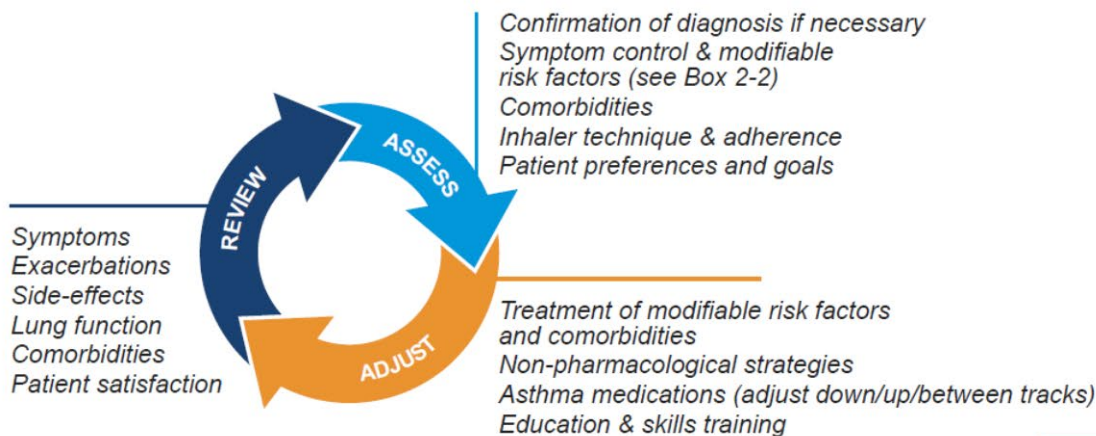 Confirmation of diagnosis if necessary
Symptom control & modifiable
risk factors (see Box 2-2)
Comorbidities
Inhaler technique & adherence
Patient preferences and goals
ASSESS
REVIEW
Symptoms
Exacerbations
Side-effects
Lung function
Comorbidities
Patient satisfaction
ADJUST
Treatment of modifiable risk factors
and comorbidities
Non-pharmacological strategies
Asthma medications (adjust down/up/between tracks)
Education & skills training